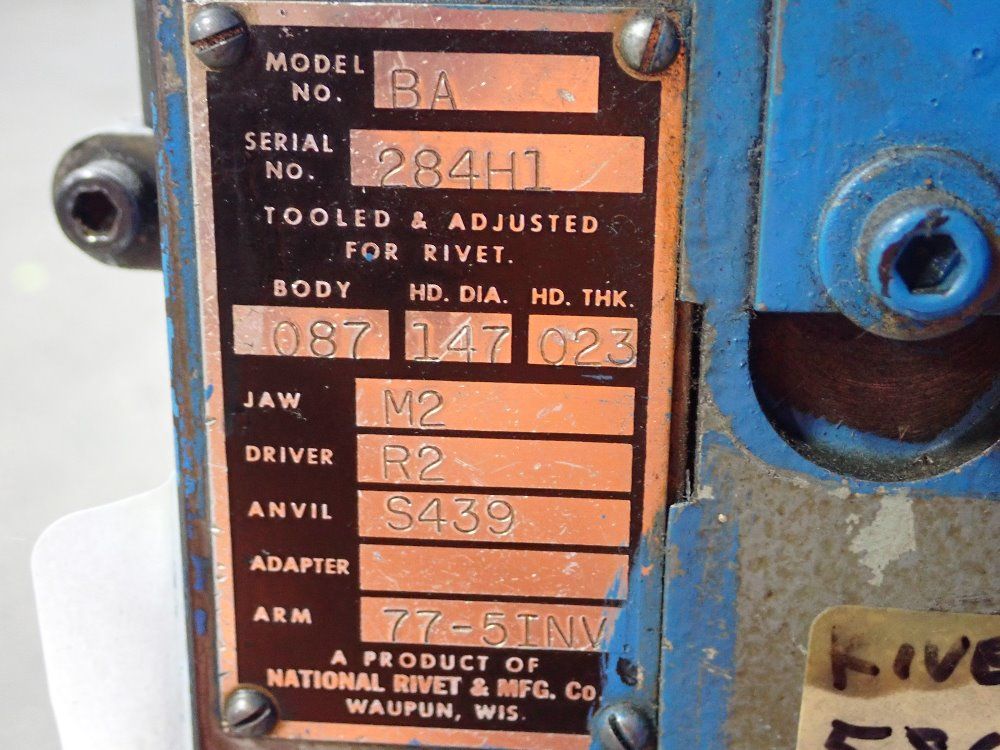 MODEL NO. BA
SERIAL NO. 284H1
TOOLED & ADJUSTED
FOR RIVET.
BODY HD. DIA. HD. THK.
087 147 023
JAW M2
DRIVER R2
ANVIL S439
ADAPTER
ARM 77-5INV
A PRODUCT OF
NATIONAL RIVET & MFG. Co.
WAUPUN, WIS.
RIVE